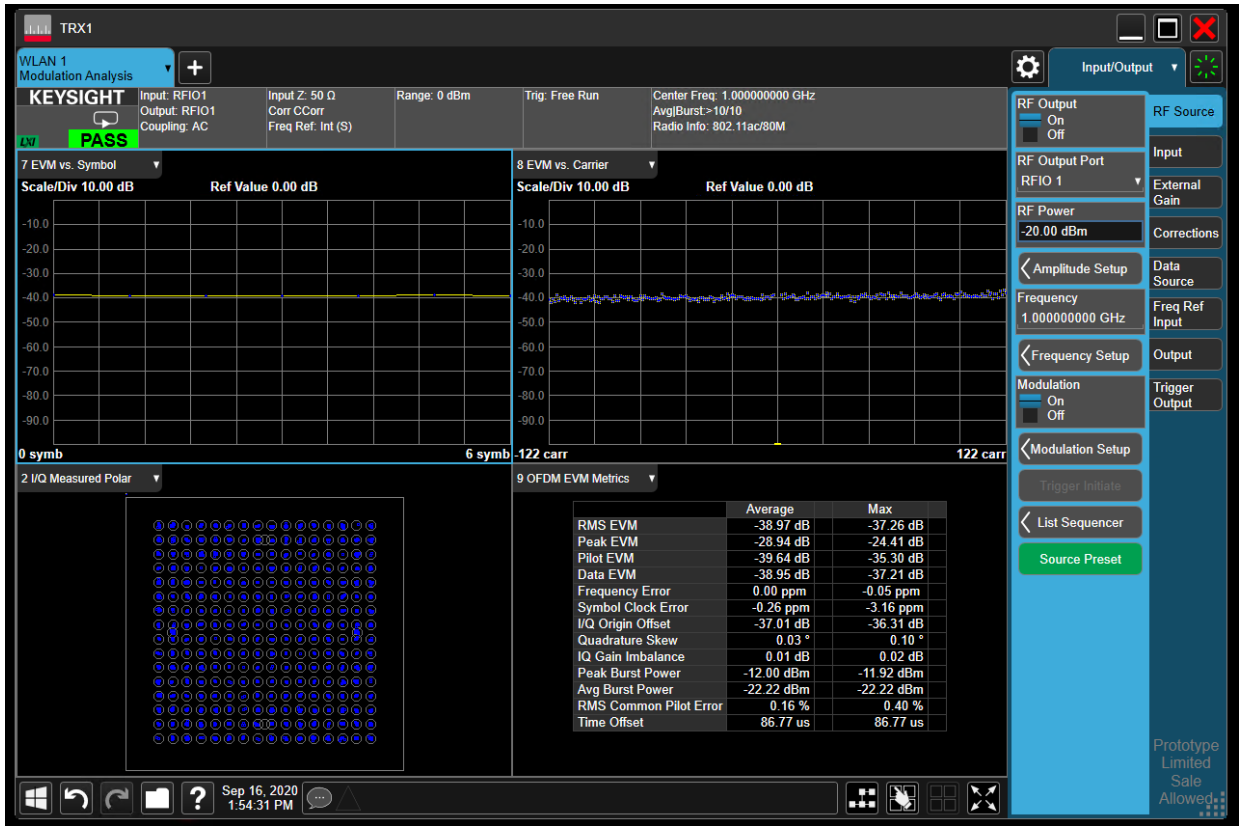 TRX1
WLAN 1
Modulation Analysis
Input/Output
KEYSIGHT
LXI
PASS
Input: RFIO1
Output: RFIO1
Coupling: AC
Input Z: 50 Ω
Corr CCorr
Freq Ref: Int (S)
Range: 0 dBm
Trig: Free Run
Center Freq: 1.000000000 GHz
Avg|Burst:>10/10
Radio Info: 802.11ac/80M
7 EVM vs. Symbol
Scale/Div 10.00 dB Ref Value 0.00 dB
-10.0
-20.0
-30.0
-40.0
-50.0
-60.0
-70.0
-80.0
-90.0
0 symb 6 symb
8 EVM vs. Carrier
Scale/Div 10.00 dB Ref Value 0.00 dB
-10.0
-20.0
-30.0
-40.0
-50.0
-60.0
-70.0
-80.0
-90.0
-122 carr 122 carr
2 I/Q Measured Polar
9 OFDM EVM Metrics
Average Max
RMS EVM -38.97 dB -37.26 dB
Peak EVM -28.94 dB -24.41 dB
Pilot EVM -39.64 dB -35.30 dB
Data EVM -38.95 dB -37.21 dB
Frequency Error 0.00 ppm -0.05 ppm
Symbol Clock Error -0.26 ppm -3.16 ppm
I/Q Origin Offset -37.01 dB -36.31 dB
Quadrature Skew 0.03 ° 0.10 °
IQ Gain Imbalance 0.01 dB 0.02 dB
Peak Burst Power -12.00 dBm -11.92 dBm
Avg Burst Power -22.22 dBm -22.22 dBm
RMS Common Pilot Error 0.16 % 0.40 %
Time Offset 86.77 us 86.77 us
RF Output
On
Off
RF Output Port
RFIO 1
RF Power
-20.00 dBm
Amplitude Setup
Frequency
1.000000000 GHz
Frequency Setup
Modulation
On
Off
Modulation Setup
Trigger Initiate
List Sequencer
Source Preset
RF Source
Input
External
Gain
Corrections
Data
Source
Freq Ref
Input
Output
Trigger
Output
Prototype
Limited
Sale
Allowed
?
Sep 16, 2020
1:54:31 PM